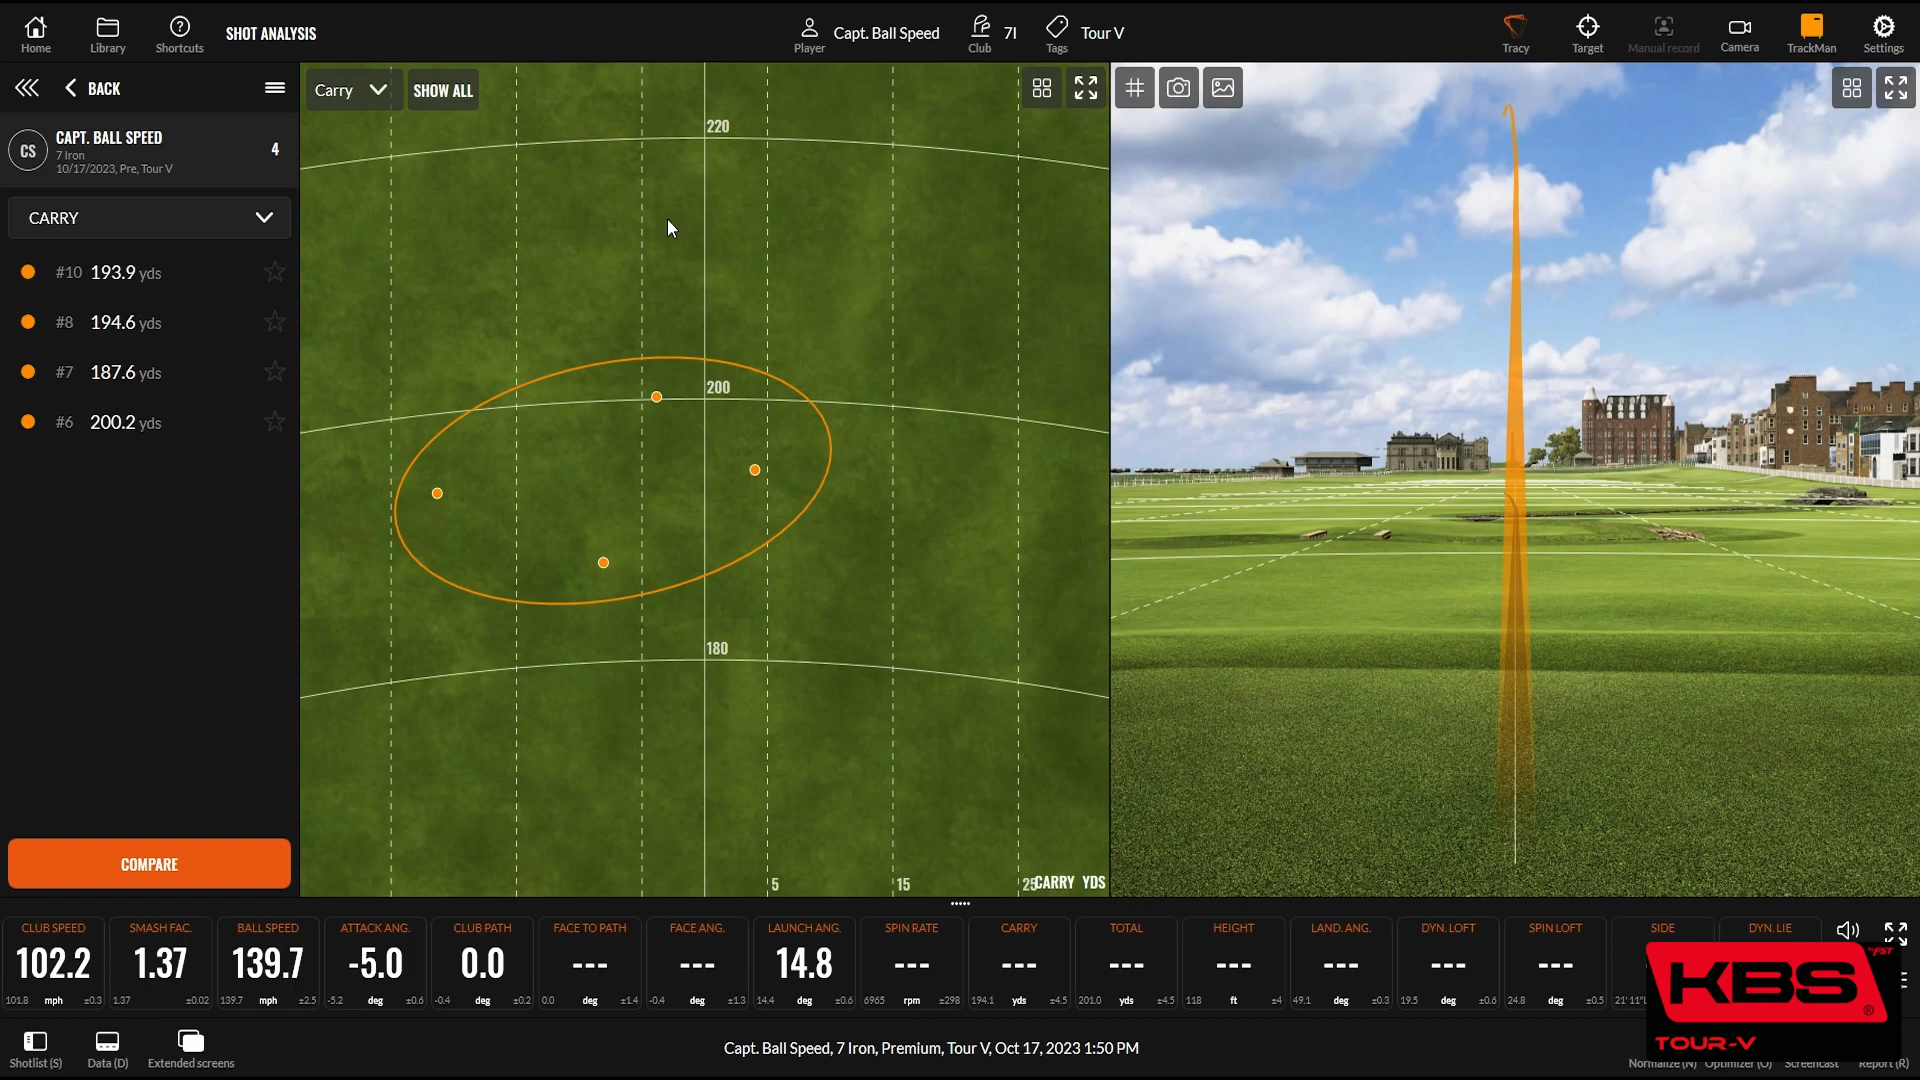 Home
Library
Shortcuts
SHOT ANALYSIS
Player
Capt. Ball Speed
Club
7I
Tags
Tour V
Tracy
Target
Manual record
Camera
TrackMan
Settings
BACK
CS
CAPT. BALL SPEED
7 Iron
10/17/2023, Pre, Tour V
4
CARRY
#10 193.9 yds
#8 194.6 yds
#7 187.6 yds
#6 200.2 yds
COMPARE
Carry
SHOW ALL
220
200
180
5
15
25
CARRY YDS
CLUB SPEED
102.2
101.8 mph ±0.3
SMASH FAC.
1.37
1.37 ±0.02
BALL SPEED
139.7
139.7 mph ±2.5
ATTACK ANG.
-5.0
-5.2 deg ±0.6
CLUB PATH
0.0
-0.4 deg ±0.2
FACE TO PATH
---
0.0 deg ±1.4
FACE ANG.
---
-0.4 deg ±1.3
LAUNCH ANG.
14.8
14.4 deg ±0.6
SPIN RATE
---
6965 rpm ±298
CARRY
---
194.1 yds ±4.5
TOTAL
---
201.0 yds ±4.5
HEIGHT
---
118 ft ±4
LAND. ANG.
---
49.1 deg ±0.3
DYN. LOFT
---
19.5 deg ±0.6
SPIN LOFT
---
24.8 deg ±0.5
SIDE
21' 11"L
DYN. LIE
KBS
®
TOUR-V
Shotlist (S)
Data (D)
Extended screens
Capt. Ball Speed, 7 Iron, Premium, Tour V, Oct 17, 2023 1:50 PM
Normalize (N)
Optimizer (O)
Screencast
Report (R)